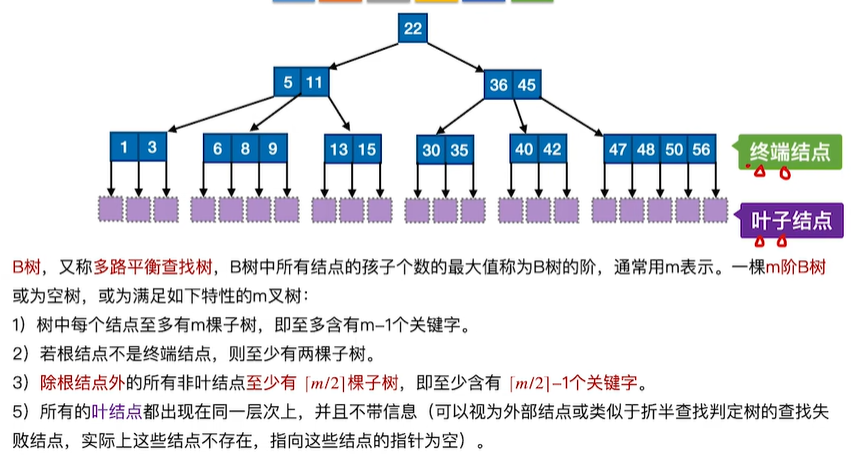 22
5 11
36 45
1 3
6 8 9
13 15
30 35
40 42
47 48 50 56
终端结点
叶子结点
B树，又称多路平衡查找树，B树中所有结点的孩子个数的最大值称为B树的阶，通常用m表示。一棵m阶B树
或为空树，或为满足如下特性的m叉树：
1）树中每个结点至多有m棵子树，即至多含有m–1个关键字。
2）若根结点不是终端结点，则至少有两棵子树。
3）除根结点外的所有非叶结点至少有 ⌈m/2⌉棵子树，即至少含有 ⌈m/2⌉–1个关键字。
5）所有的叶结点都出现在同一层次上，并且不带信息（可以视为外部结点或类似于折半查找判定树的查找失
败结点，实际上这些结点不存在，指向这些结点的指针为空）。